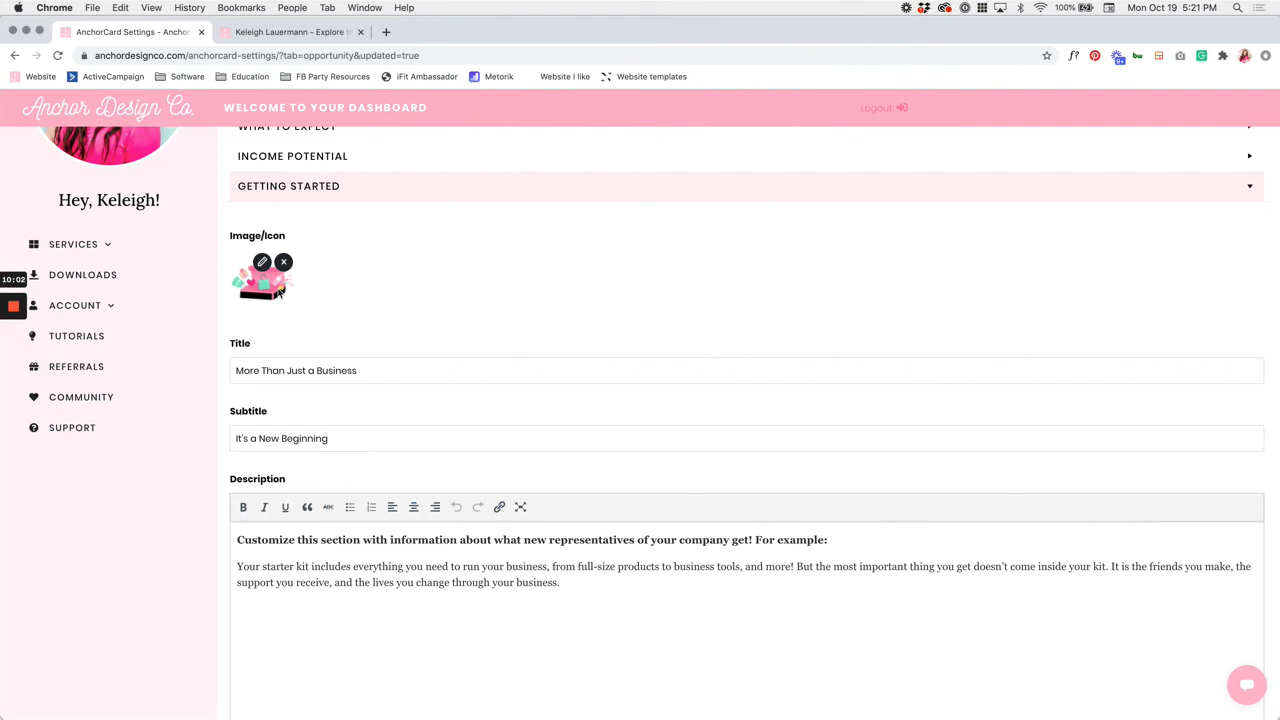 Chrome File Edit View History Bookmarks People Tab Window Help
100% Mon Oct 19 5:21 PM
AnchorCard Settings - Anchor
Keleigh Lauermann - Explore th
anchordesignco.com/anchorcard-settings/?tab=opportunity&updated=true
f?
9+
bw
G
Website ActiveCampaign Software Education FB Party Resources iFit Ambassador Metorik Website I like Website templates
Anchor Design Co.
WELCOME TO YOUR DASHBOARD
Logout
WHAT TO EXPECT
INCOME POTENTIAL
GETTING STARTED
Hey, Keleigh!
SERVICES
DOWNLOADS
ACCOUNT
TUTORIALS
REFERRALS
COMMUNITY
SUPPORT
10:02
Image/Icon
Title
More Than Just a Business
Subtitle
It's a New Beginning
Description
B I U ABC
Customize this section with information about what new representatives of your company get! For example:
Your starter kit includes everything you need to run your business, from full-size products to business tools, and more! But the most important thing you get doesn't come inside your kit. It is the friends you make, the
support you receive, and the lives you change through your business.